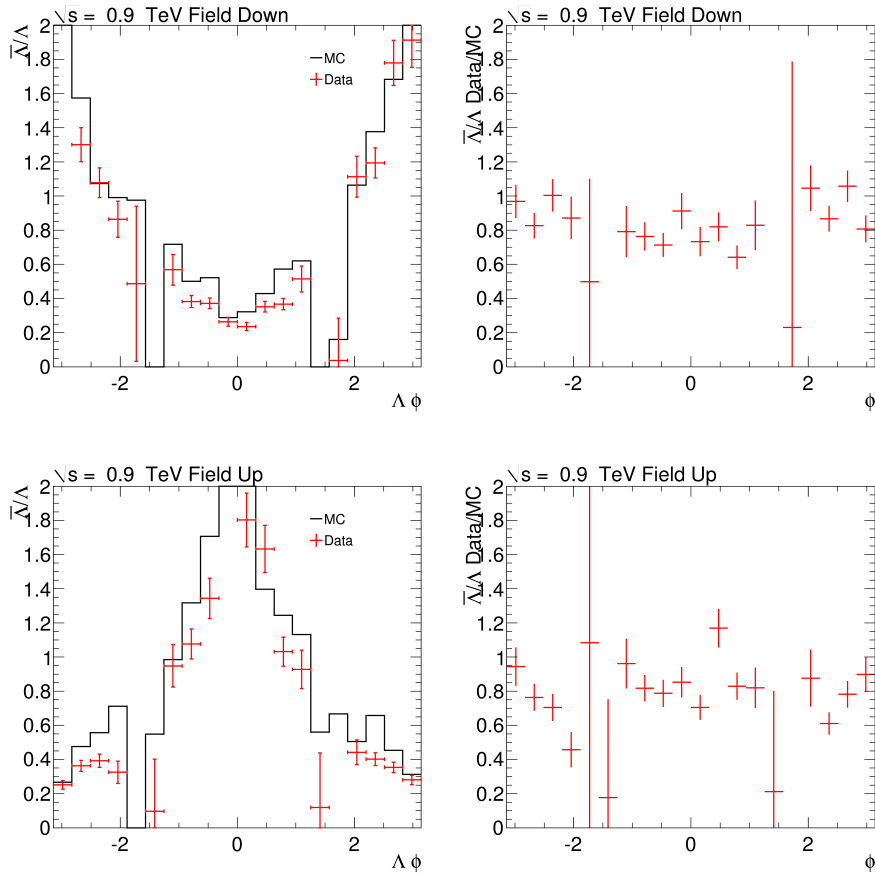 √s = 0.9 TeV Field Down
Λ̅/Λ
MC
Data
2
1.8
1.6
1.4
1.2
1
0.8
0.6
0.4
0.2
0
-2 0 2
Λ ϕ
√s = 0.9 TeV Field Down
Λ̅/Λ Data/MC
2
1.8
1.6
1.4
1.2
1
0.8
0.6
0.4
0.2
0
-2 0 2
ϕ
√s = 0.9 TeV Field Up
Λ̅/Λ
MC
Data
2
1.8
1.6
1.4
1.2
1
0.8
0.6
0.4
0.2
0
-2 0 2
Λ ϕ
√s = 0.9 TeV Field Up
Λ̅/Λ Data/MC
2
1.8
1.6
1.4
1.2
1
0.8
0.6
0.4
0.2
0
-2 0 2
ϕ